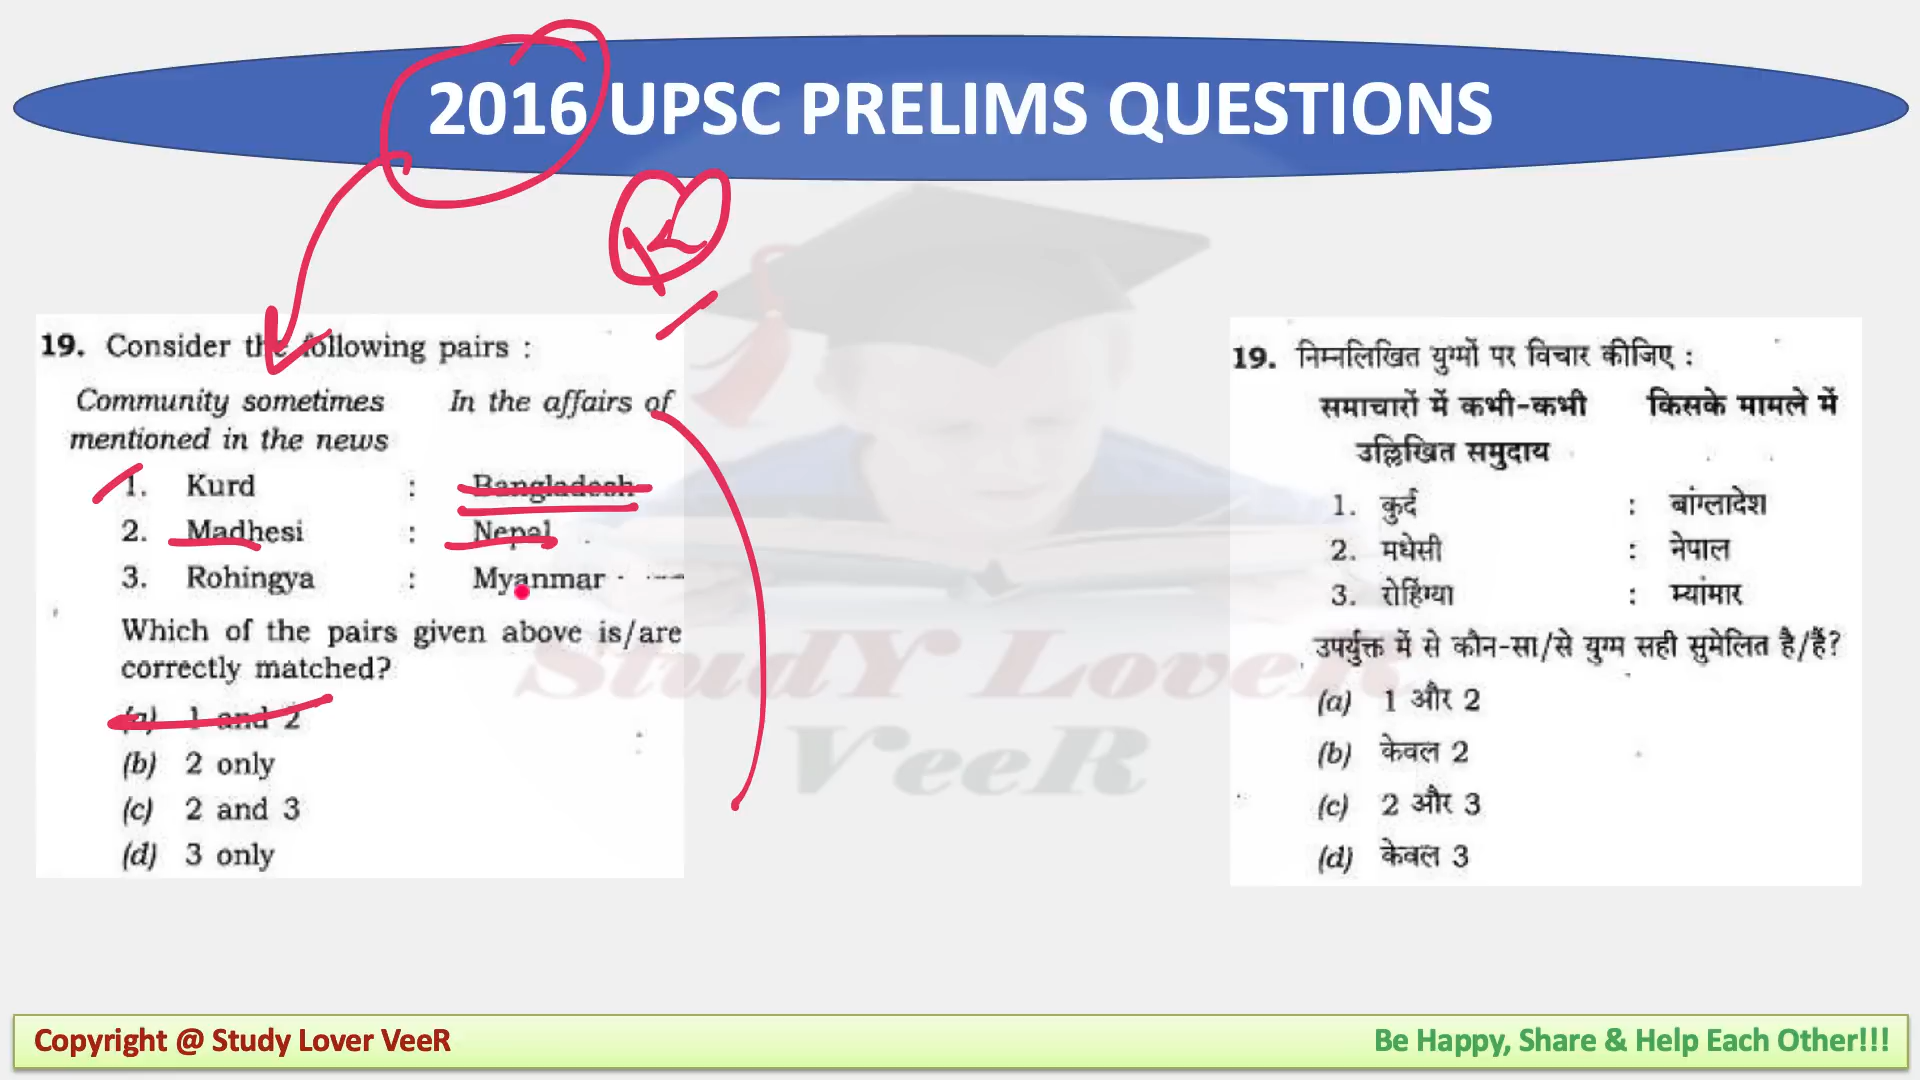 2016 UPSC PRELIMS QUESTIONS
19. Consider the following pairs :
Community sometimes In the affairs of
mentioned in the news
1. Kurd : Bangladesh
2. Madhesi : Nepal
3. Rohingya : Myanmar
Which of the pairs given above is/are
correctly matched?
(a) 1 and 2
(b) 2 only
(c) 2 and 3
(d) 3 only
19. निम्नलिखित युग्मों पर विचार कीजिए :
समाचारों में कभी-कभी किसके मामले में
उल्लिखित समुदाय
1. कुर्द : बांग्लादेश
2. मधेसी : नेपाल
3. रोहिंग्या : म्यांमार
उपर्युक्त में से कौन-सा/से युग्म सही सुमेलित है/हैं?
(a) 1 और 2
(b) केवल 2
(c) 2 और 3
(d) केवल 3
StudY LoveR
VeeR
Copyright @ Study Lover VeeR
Be Happy, Share & Help Each Other!!!